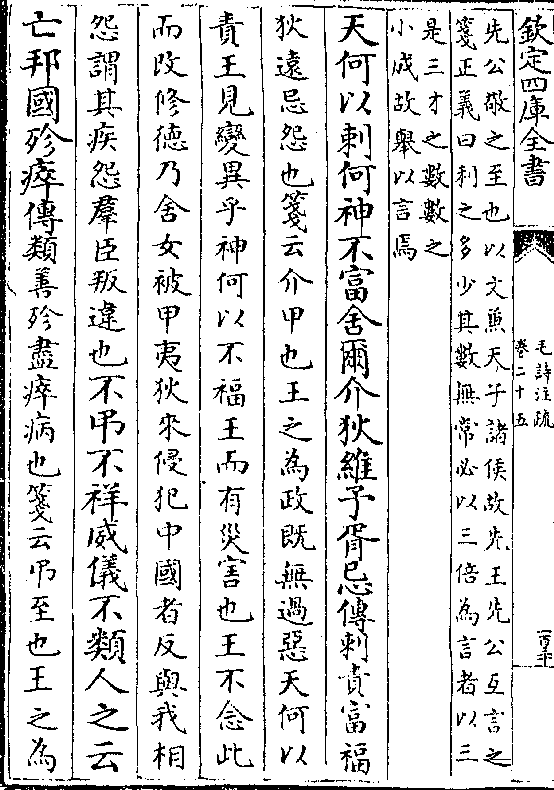 欽定四庫全書
毛詩注疏
卷二十五
先公敬之至也以文兼天子諸侯故先王先公互言之
箋正義曰利之多少其數無常必以三倍為言者以三
是三才之數數之
小成故舉以言焉
天何以刺何神不富舍爾介狄維予胥忌傳刺責富福
狄遠忌怨也箋云介甲也王之為政既無過惡天何以
責王見變異乎神何以不福王而有災害也王不念此
而改修德乃舍女被甲夷狄來侵犯中國者反與我相
怨謂其疾怨羣臣叛違也不弔不祥威儀不類人之云
亡邦國殄瘁傳類善殄盡瘁病也箋云弔至也王之為